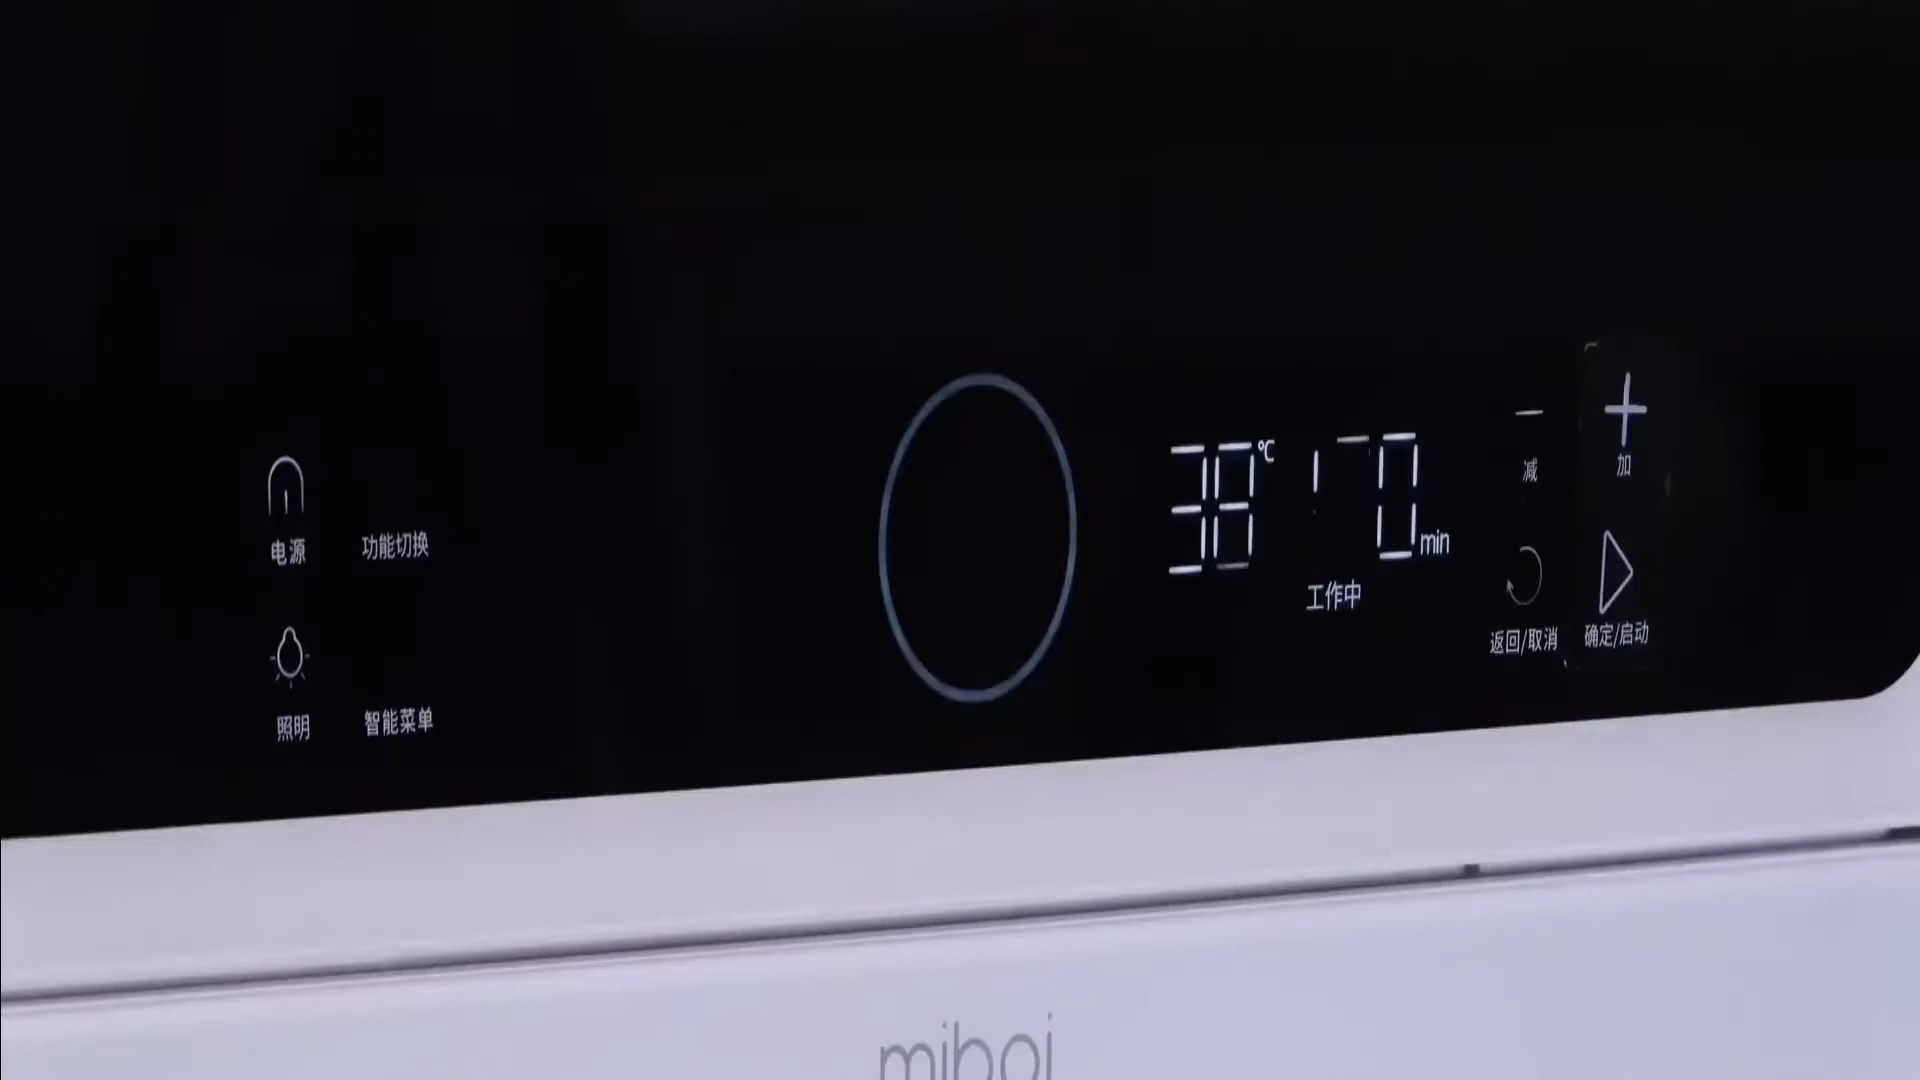 电源
功能切换
照明
智能菜单
38℃
0min
工作中
减
加
返回/取消
确定/启动
miboi